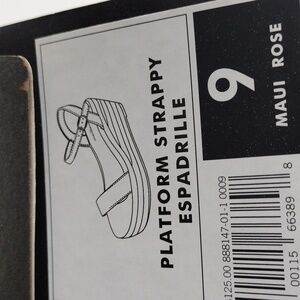 PLATFORM STRAPPY
ESPADRILLE
9
MAUI ROSE
125.00 888147-01-1 0009
00115 66389 8